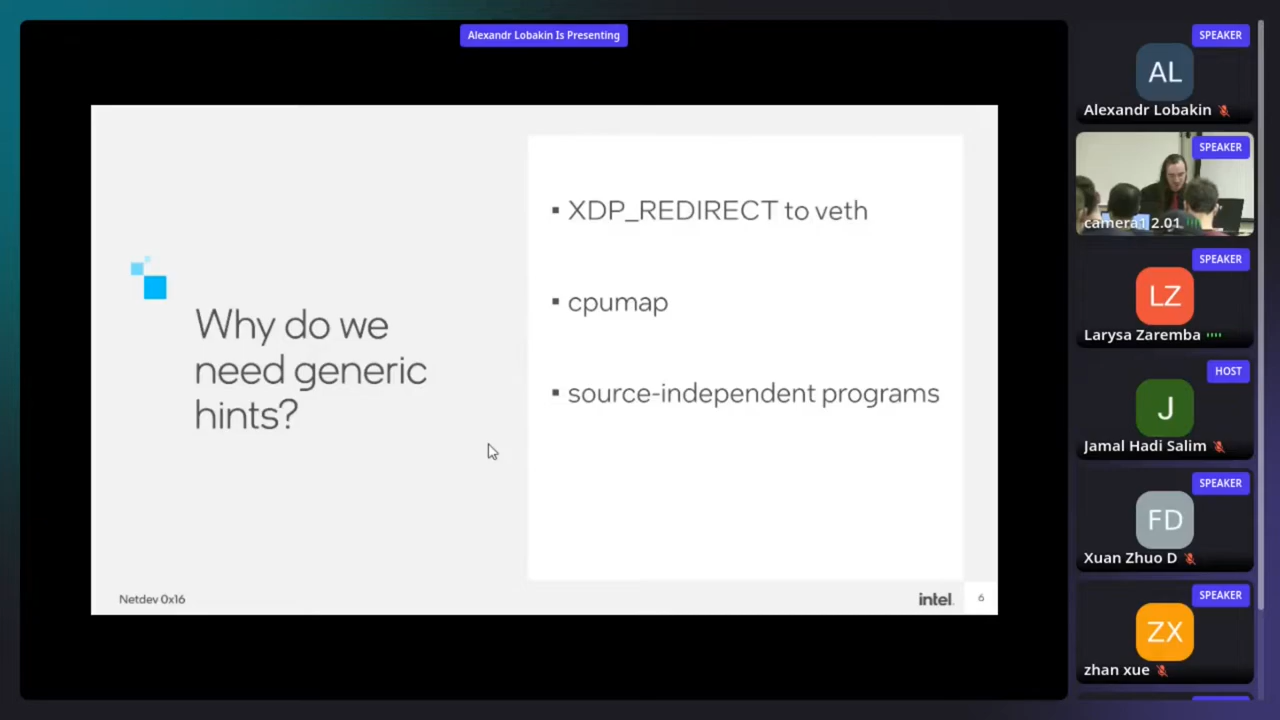 Alexandr Lobakin Is Presenting
Why do we
need generic
hints?
▪ XDP_REDIRECT to veth
▪ cpumap
▪ source-independent programs
Netdev 0x16
intel.
6
SPEAKER
AL
Alexandr Lobakin
SPEAKER
camera1 2.01
SPEAKER
LZ
Larysa Zaremba
HOST
J
Jamal Hadi Salim
SPEAKER
FD
Xuan Zhuo D
SPEAKER
ZX
zhan xue